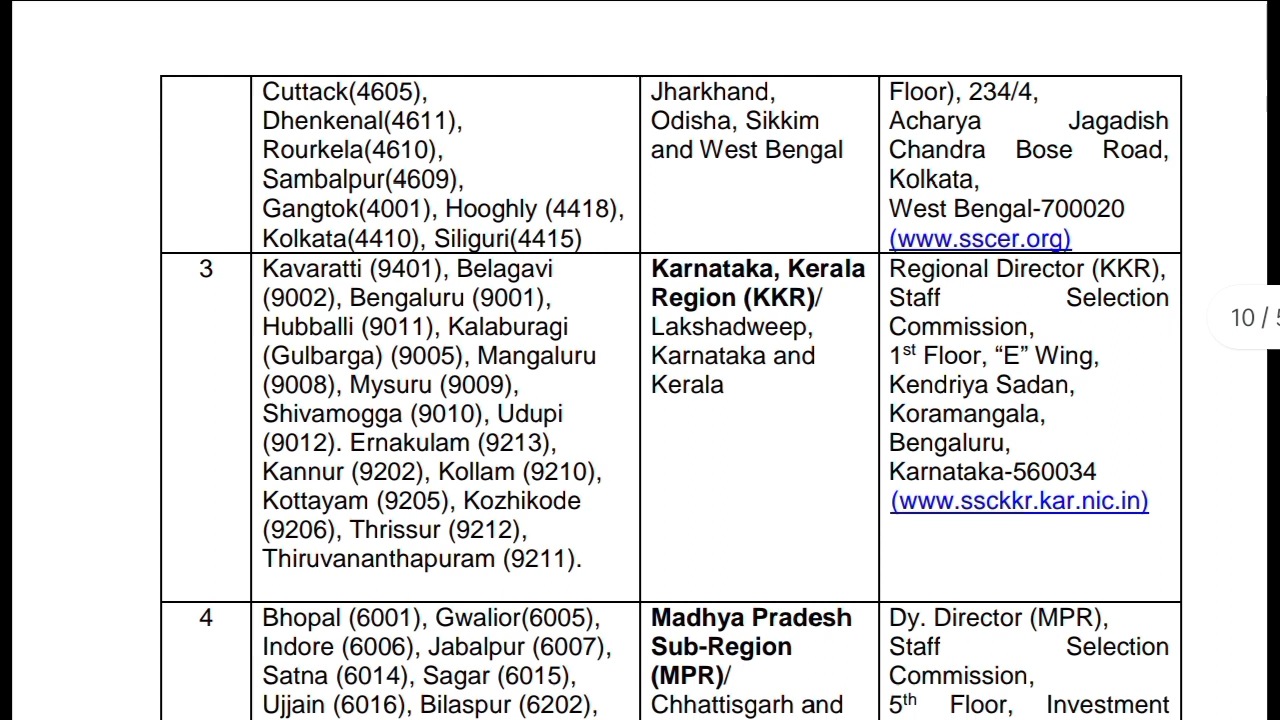 Cuttack(4605),
Dhenkenal(4611),
Rourkela(4610),
Sambalpur(4609),
Gangtok(4001), Hooghly (4418),
Kolkata(4410), Siliguri(4415)
Jharkhand,
Odisha, Sikkim
and West Bengal
Floor), 234/4,
Acharya Jagadish
Chandra Bose Road,
Kolkata,
West Bengal-700020
(www.sscer.org)
3
Kavaratti (9401), Belagavi
(9002), Bengaluru (9001),
Hubballi (9011), Kalaburagi
(Gulbarga) (9005), Mangaluru
(9008), Mysuru (9009),
Shivamogga (9010), Udupi
(9012). Ernakulam (9213),
Kannur (9202), Kollam (9210),
Kottayam (9205), Kozhikode
(9206), Thrissur (9212),
Thiruvananthapuram (9211).
Karnataka, Kerala
Region (KKR)/
Lakshadweep,
Karnataka and
Kerala
Regional Director (KKR),
Staff Selection
Commission,
1st Floor, “E” Wing,
Kendriya Sadan,
Koramangala,
Bengaluru,
Karnataka-560034
(www.ssckkr.kar.nic.in)
10 / 5
4
Bhopal (6001), Gwalior(6005),
Indore (6006), Jabalpur (6007),
Satna (6014), Sagar (6015),
Ujjain (6016), Bilaspur (6202),
Madhya Pradesh
Sub-Region
(MPR)/
Chhattisgarh and
Dy. Director (MPR),
Staff Selection
Commission,
5th Floor, Investment